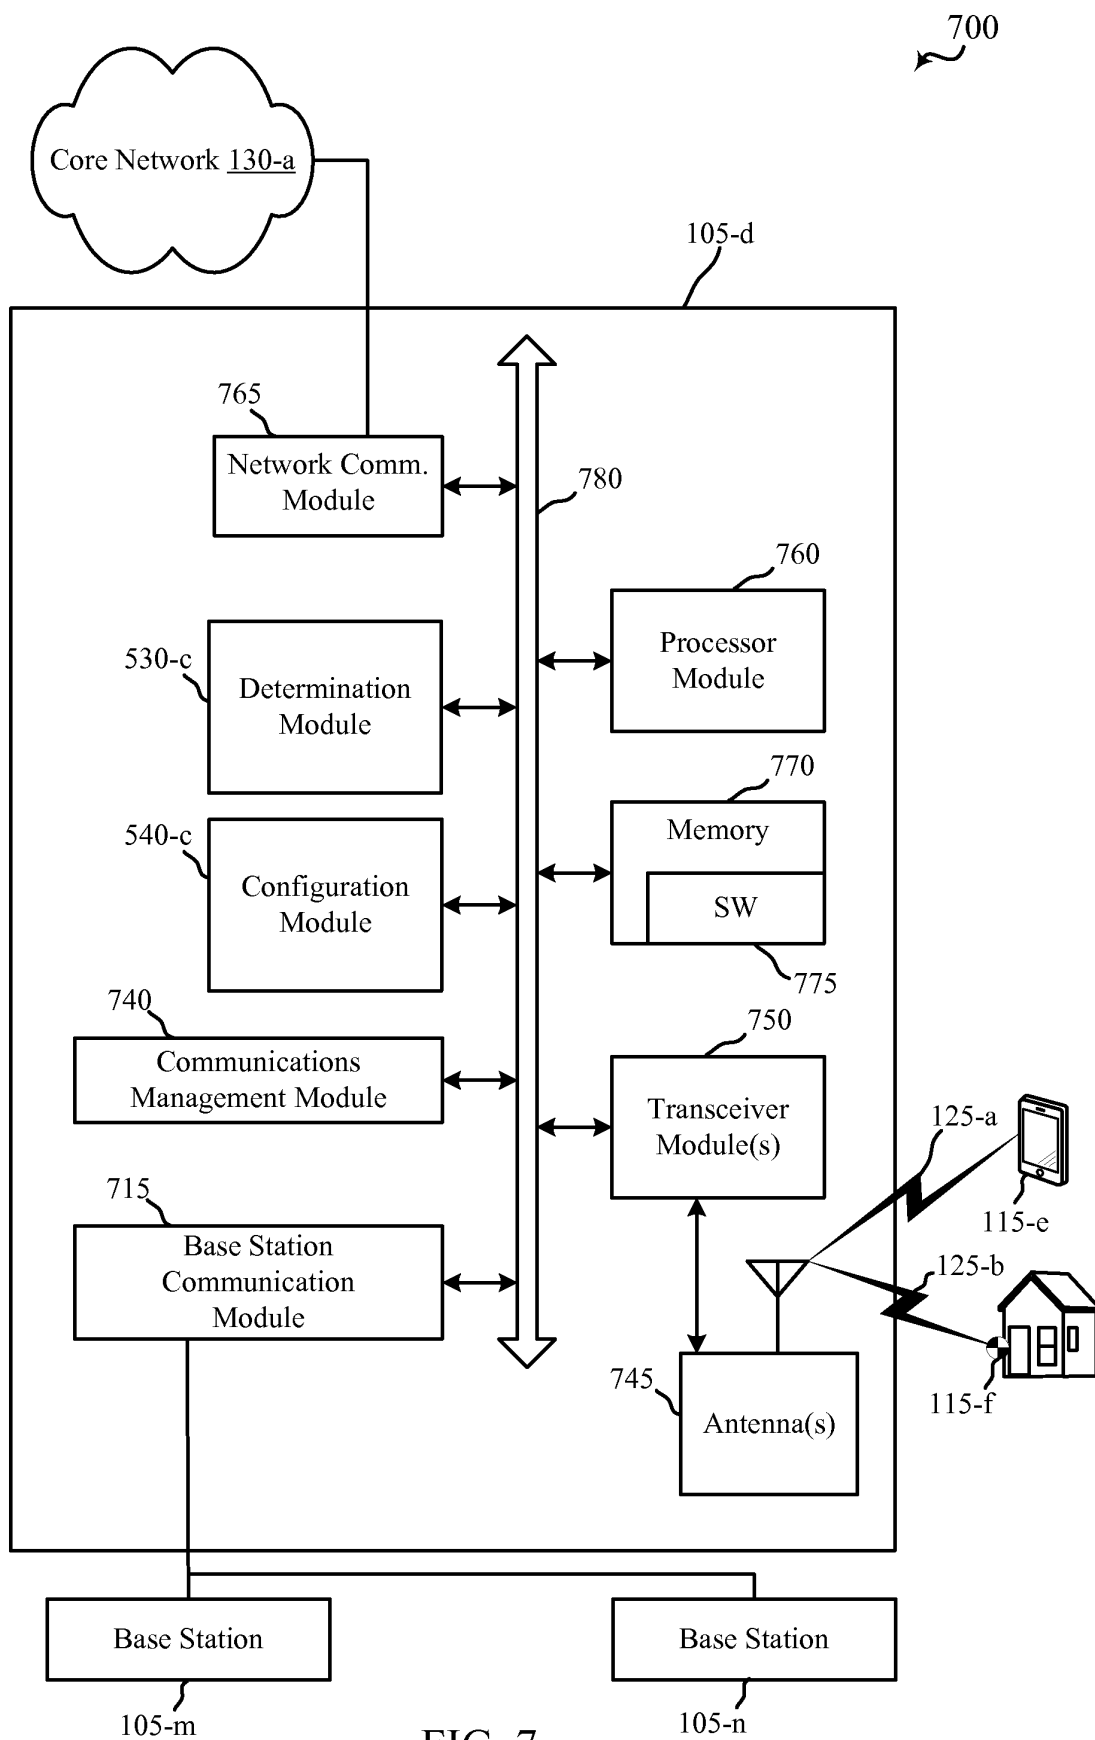 700
Core Network 130-a
105-d
765
Network Comm.
Module
780
760
Processor
Module
530-c
Determination
Module
770
Memory
SW
775
540-c
Configuration
Module
740
Communications
Management Module
750
Transceiver
Module(s)
125-a
115-e
715
Base Station
Communication
Module
125-b
115-f
745
Antenna(s)
Base Station
Base Station
105-m
105-n
FIG. 7